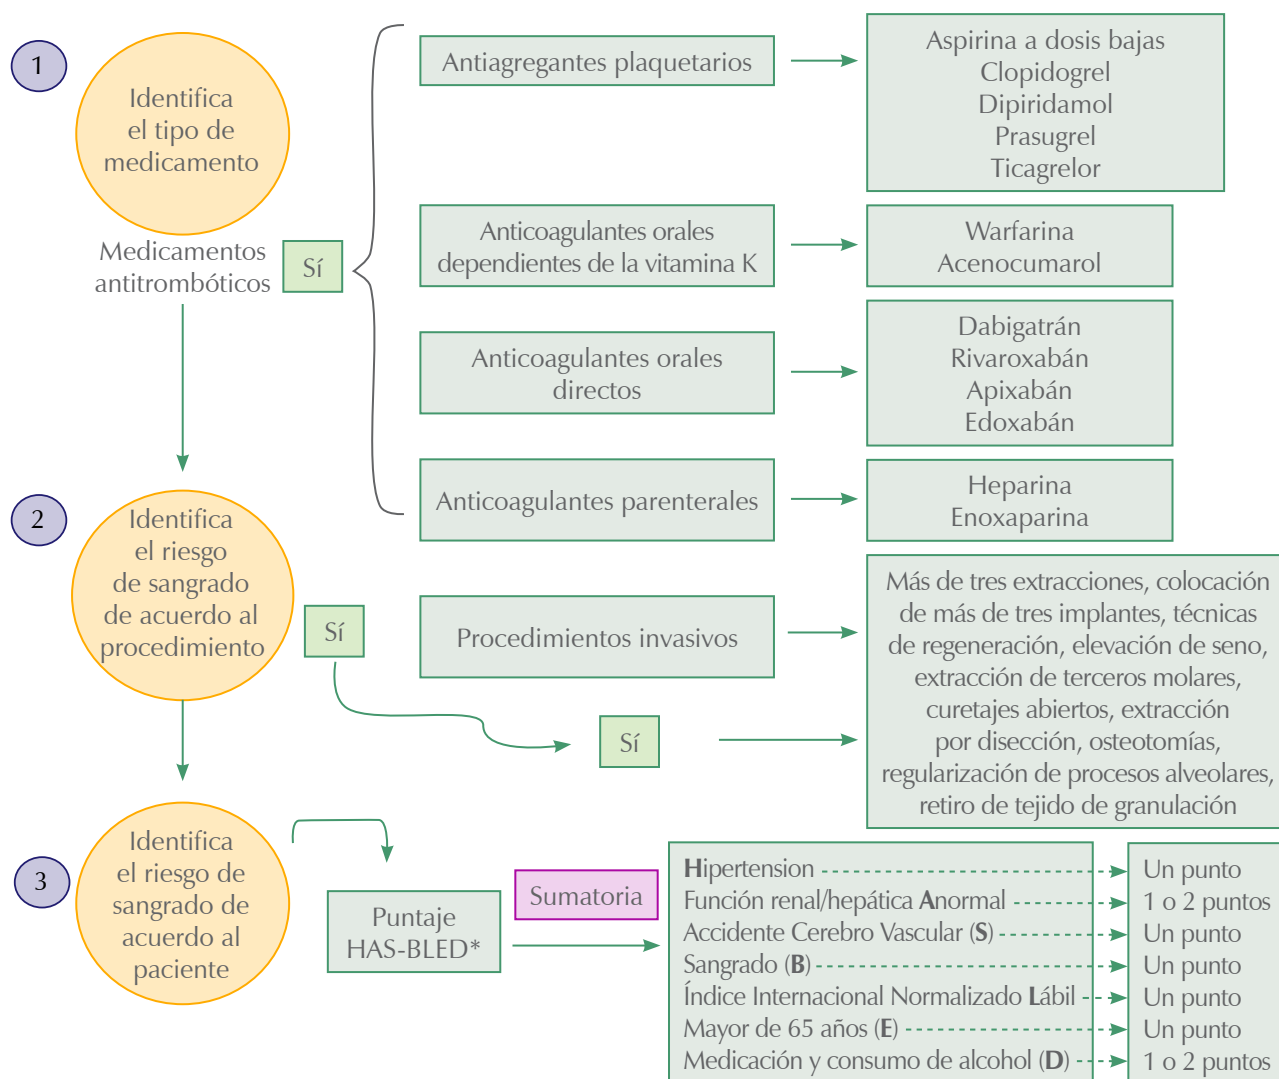 1
Identifica
el tipo de
medicamento
Medicamentos
antitrombóticos
Sí
Antiagregantes plaquetarios
Aspirina a dosis bajas
Clopidogrel
Dipiridamol
Prasugrel
Ticagrelor
Anticoagulantes orales
dependientes de la vitamina K
Warfarina
Acenocumarol
Anticoagulantes orales
directos
Dabigatrán
Rivaroxabán
Apixabán
Edoxabán
Anticoagulantes parenterales
Heparina
Enoxaparina
2
Identifica
el riesgo
de sangrado
de acuerdo al
procedimiento
Sí
Procedimientos invasivos
Sí
Más de tres extracciones, colocación
de más de tres implantes, técnicas
de regeneración, elevación de seno,
extracción de terceros molares,
curetajes abiertos, extracción
por disección, osteotomías,
regularización de procesos alveolares,
retiro de tejido de granulación
3
Identifica
el riesgo de
sangrado de
acuerdo al
paciente
Puntaje
HAS-BLED*
Sumatoria
Hipertension Un punto
Función renal/hepática Anormal 1 o 2 puntos
Accidente Cerebro Vascular (S) Un punto
Sangrado (B) Un punto
Índice Internacional Normalizado Lábil Un punto
Mayor de 65 años (E) Un punto
Medicación y consumo de alcohol (D) 1 o 2 puntos